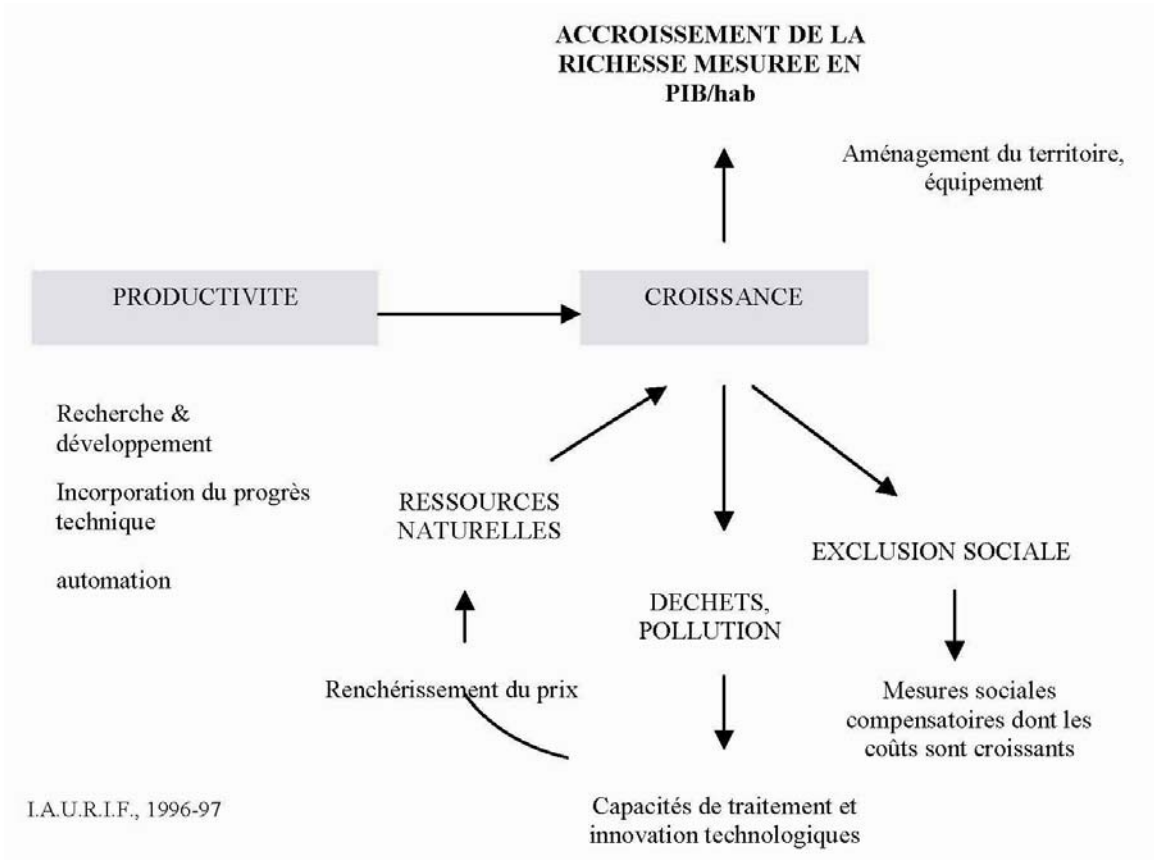 ACCROISSEMENT DE LA
RICHESSE MESUREE EN
PIB/hab
Aménagement du territoire,
équipement
PRODUCTIVITE
CROISSANCE
Recherche &
développement
Incorporation du progrès
technique
automation
RESSOURCES
NATURELLES
EXCLUSION SOCIALE
DECHETS,
POLLUTION
Renchérissement du prix
Mesures sociales
compensatoires dont les
coûts sont croissants
Capacités de traitement et
innovation technologiques
I.A.U.R.I.F., 1996-97